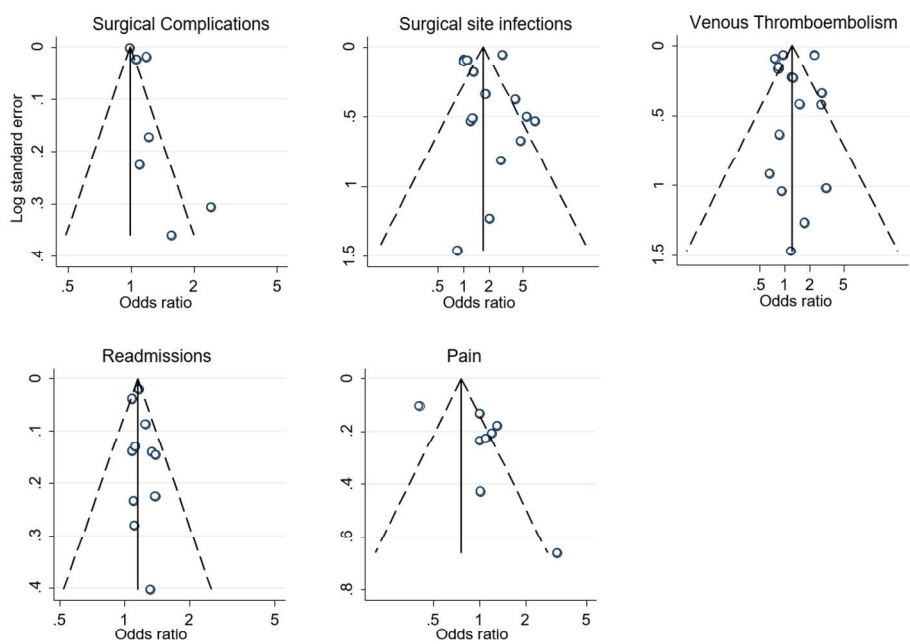 Surgical Complications
Log standard error
0
.1
.2
.3
.4
.5 1 2 5
Odds ratio
Surgical site infections
0
.5
1
1.5
.5 1 2 5
Odds ratio
Venous Thromboembolism
0
.5
1
1.5
.5 1 2 5
Odds ratio
Readmissions
0
.1
.2
.3
.4
.5 1 2 5
Odds ratio
Pain
0
.2
.4
.6
.8
.5 1 2 5
Odds ratio